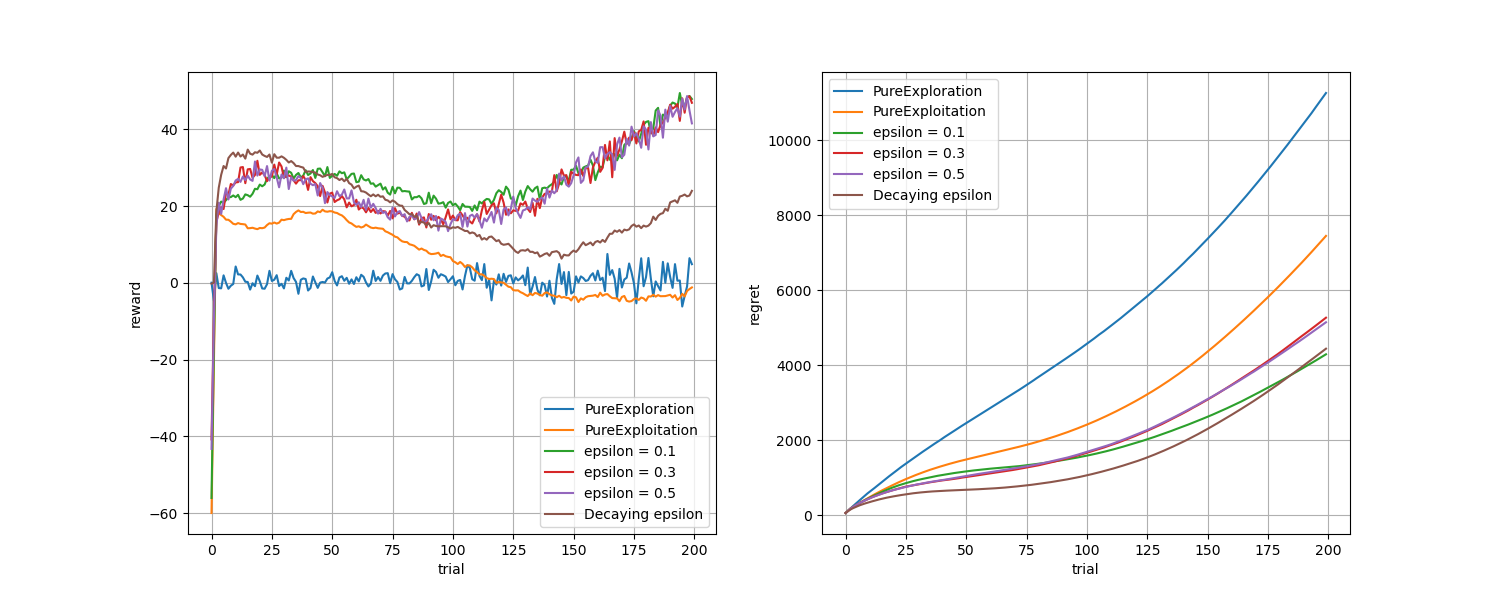 reward
40
20
0
−20
−40
−60
0
25
50
75
100
125
150
175
200
trial
PureExploration
PureExploitation
epsilon = 0.1
epsilon = 0.3
epsilon = 0.5
Decaying epsilon
regret
10000
8000
6000
4000
2000
0
0
25
50
75
100
125
150
175
200
trial
PureExploration
PureExploitation
epsilon = 0.1
epsilon = 0.3
epsilon = 0.5
Decaying epsilon